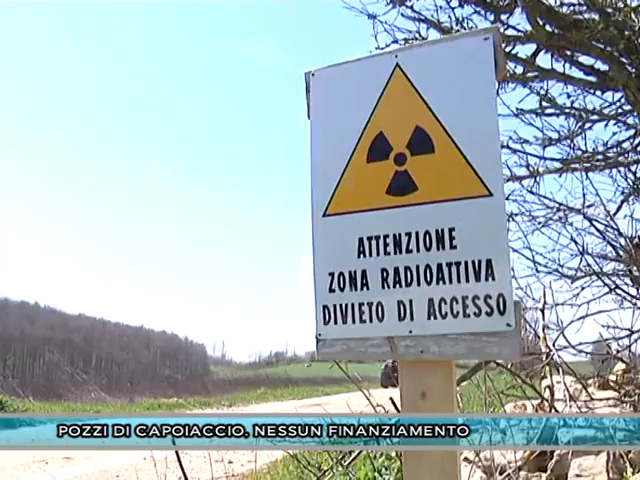 ATTENZIONE
ZONA RADIOATTIVA
DIVIETO DI ACCESSO
POZZI DI CAPOIACCIO, NESSUN FINANZIAMENTO